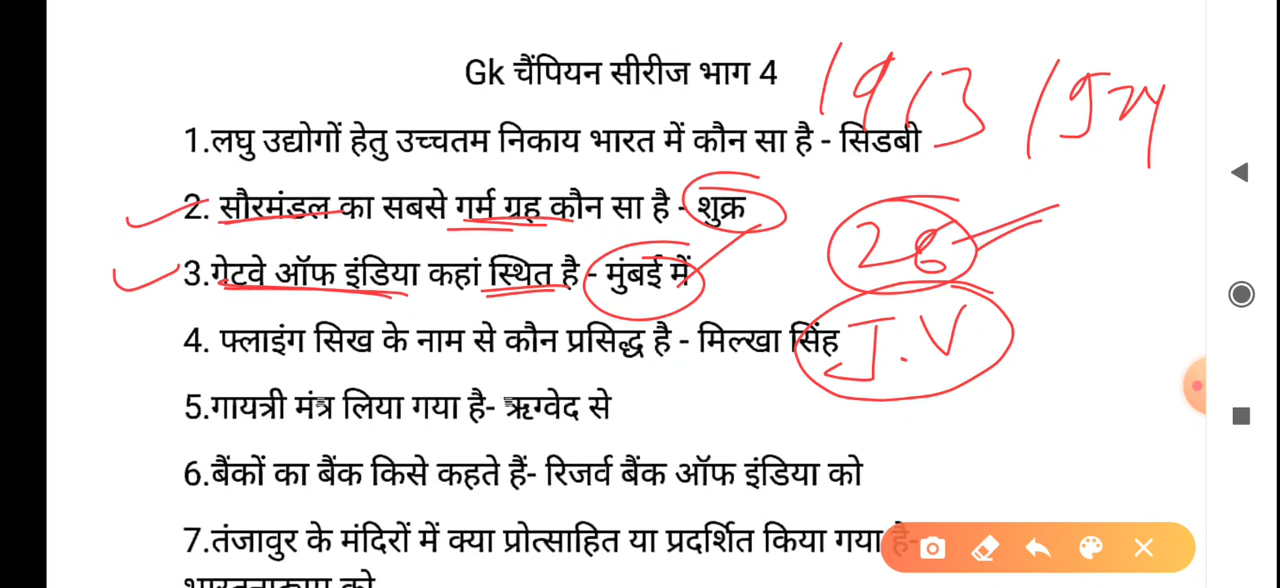 Gk चैंपियन सीरीज भाग 4
1913
1.लघु उद्योगों हेतु उच्चतम निकाय भारत में कौन सा है - सिडबी
2. सौरमंडल का सबसे गर्म ग्रह कौन सा है - शुक्र
26
3.गेटवे ऑफ इंडिया कहां स्थित है - मुंबई में
4. फ्लाइंग सिख के नाम से कौन प्रसिद्ध है - मिल्खा सिंह
J.V
5.गायत्री मंत्र लिया गया है- ऋग्वेद से
6.बैंकों का बैंक किसे कहते हैं- रिजर्व बैंक ऑफ इंडिया को
7.तंजावुर के मंदिरों में क्या प्रोत्साहित या प्रदर्शित किया गया है-